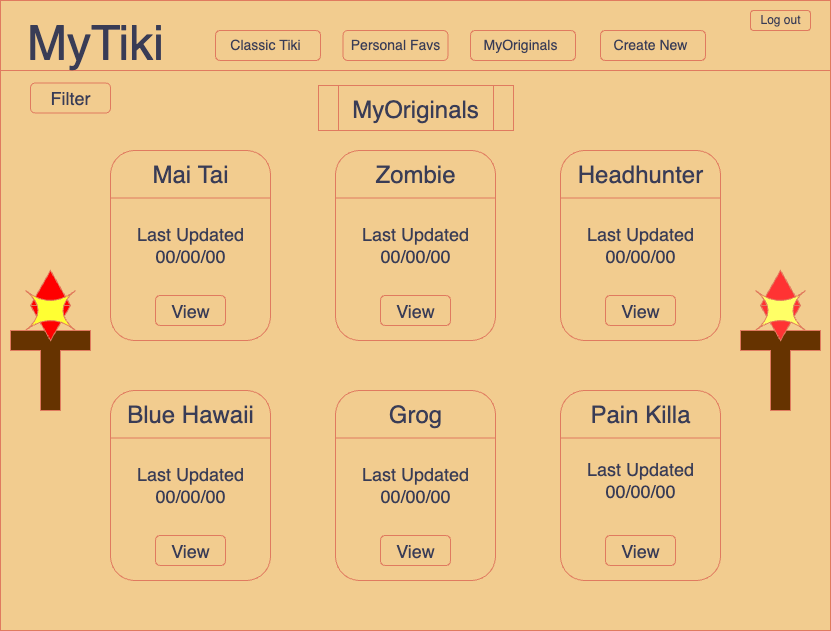 Log out
MyTiki
Classic Tiki
Personal Favs
MyOriginals
Create New
Filter
MyOriginals
Mai Tai
Last Updated
00/00/00
View
Zombie
Last Updated
00/00/00
View
Headhunter
Last Updated
00/00/00
View
Blue Hawaii
Last Updated
00/00/00
View
Grog
Last Updated
00/00/00
View
Pain Killa
Last Updated
00/00/00
View